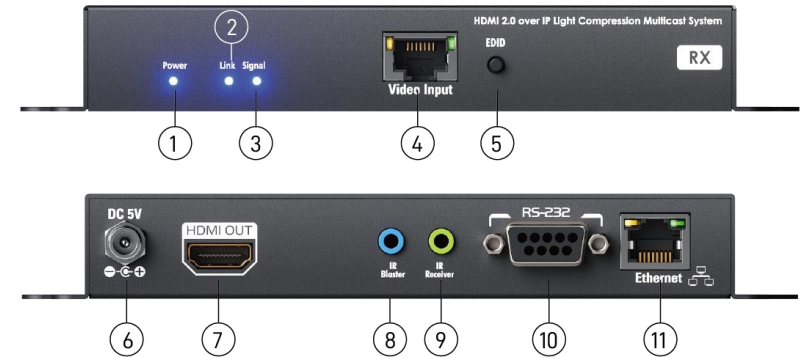 HDMI 2.0 over IP Light Compression Multicast System
EDID
RX
Power
Link
Signal
Video Input
1
2
3
4
5
DC 5V
HDMI OUT
IR
Blaster
IR
Receiver
RS-232
Ethernet
6
7
8
9
10
11